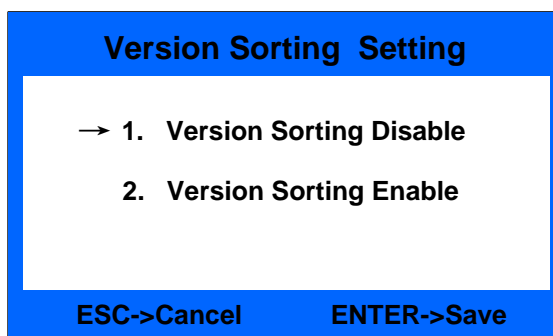 Version Sorting Setting
→ 1. Version Sorting Disable
2. Version Sorting Enable
ESC->Cancel ENTER->Save